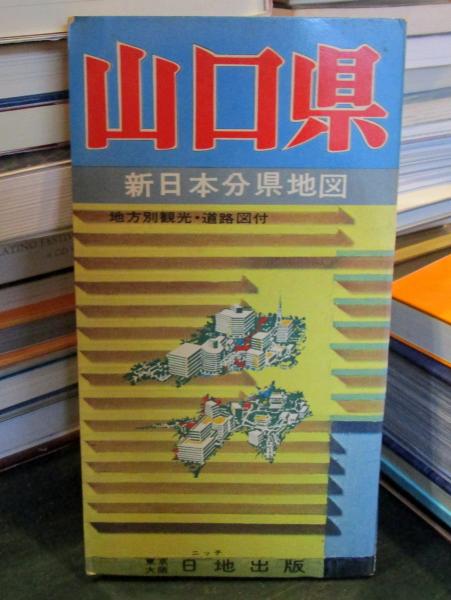 山口県
新日本分県地図
地方別観光・道路図付
ニッチ
東京
大阪 日地出版